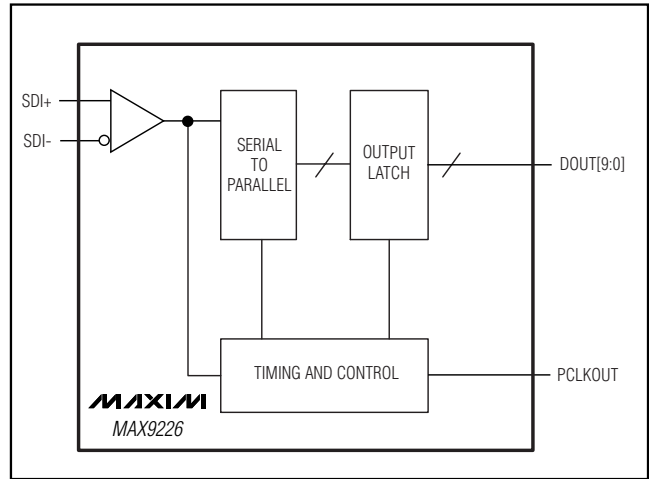 SDI+
SDI-
SERIAL
TO
PARALLEL
OUTPUT
LATCH
DOUT[9:0]
TIMING AND CONTROL
PCLKOUT
MAXIM
MAX9226